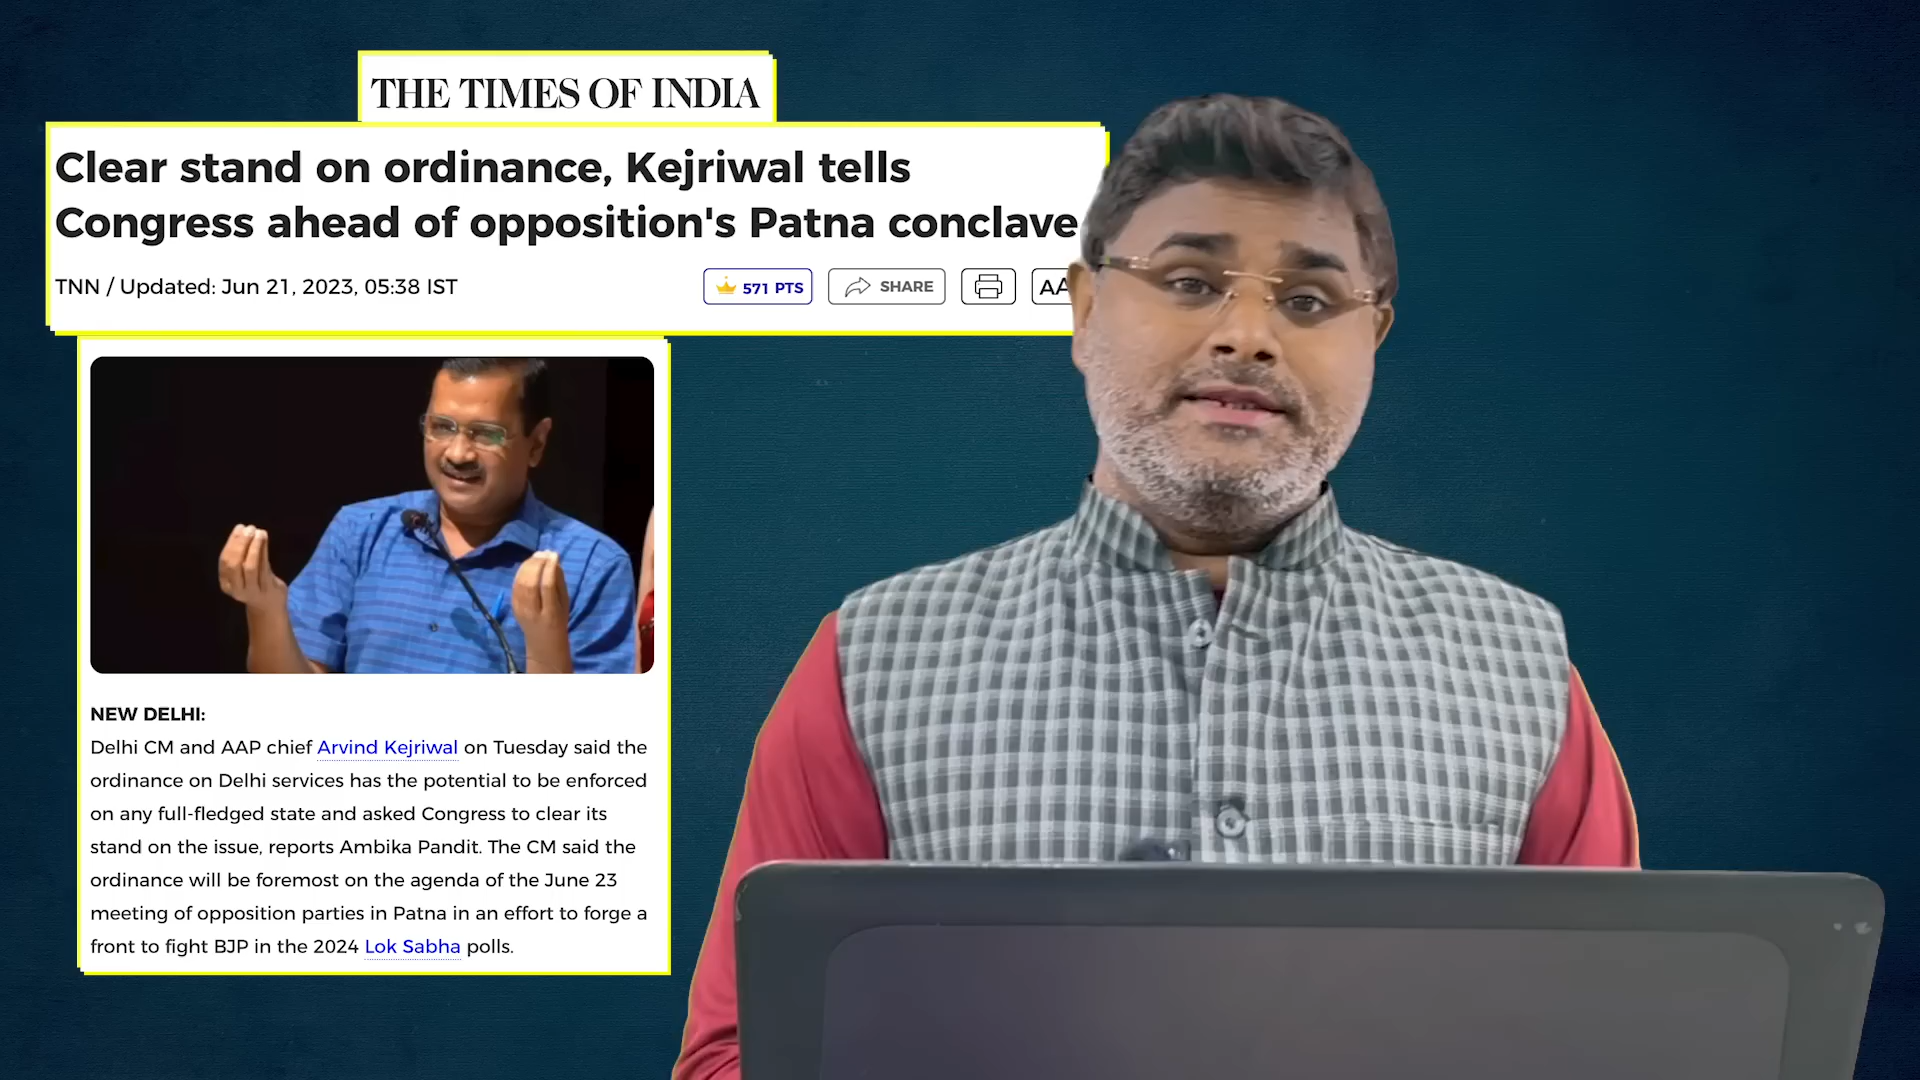 THE TIMES OF INDIA
Clear stand on ordinance, Kejriwal tells
Congress ahead of opposition's Patna conclave
TNN / Updated: Jun 21, 2023, 05:38 IST
571 PTS
SHARE
AA
NEW DELHI:
Delhi CM and AAP chief Arvind Kejriwal on Tuesday said the
ordinance on Delhi services has the potential to be enforced
on any full-fledged state and asked Congress to clear its
stand on the issue, reports Ambika Pandit. The CM said the
ordinance will be foremost on the agenda of the June 23
meeting of opposition parties in Patna in an effort to forge a
front to fight BJP in the 2024 Lok Sabha polls.